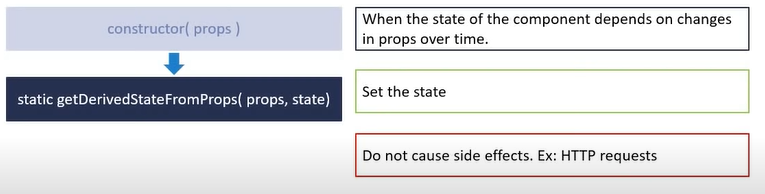 constructor( props )
static getDerivedStateFromProps( props, state)
When the state of the component depends on changes
in props over time.
Set the state
Do not cause side effects. Ex: HTTP requests